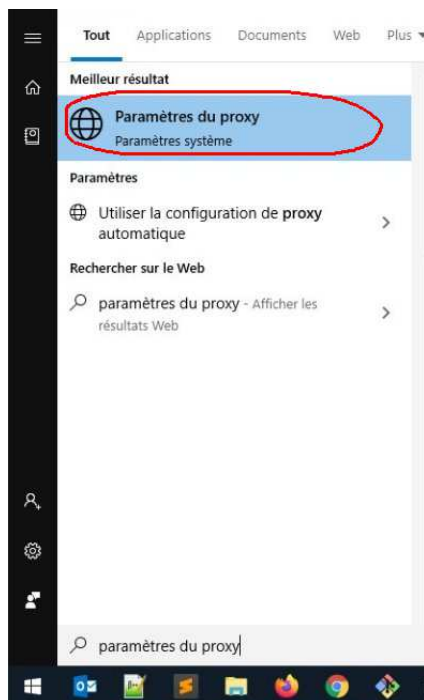 Tout Applications Documents Web Plus
Meilleur résultat
Paramètres du proxy
Paramètres système
Paramètres
Utiliser la configuration de proxy
automatique
Rechercher sur le Web
paramètres du proxy - Afficher les
résultats Web
paramètres du proxy